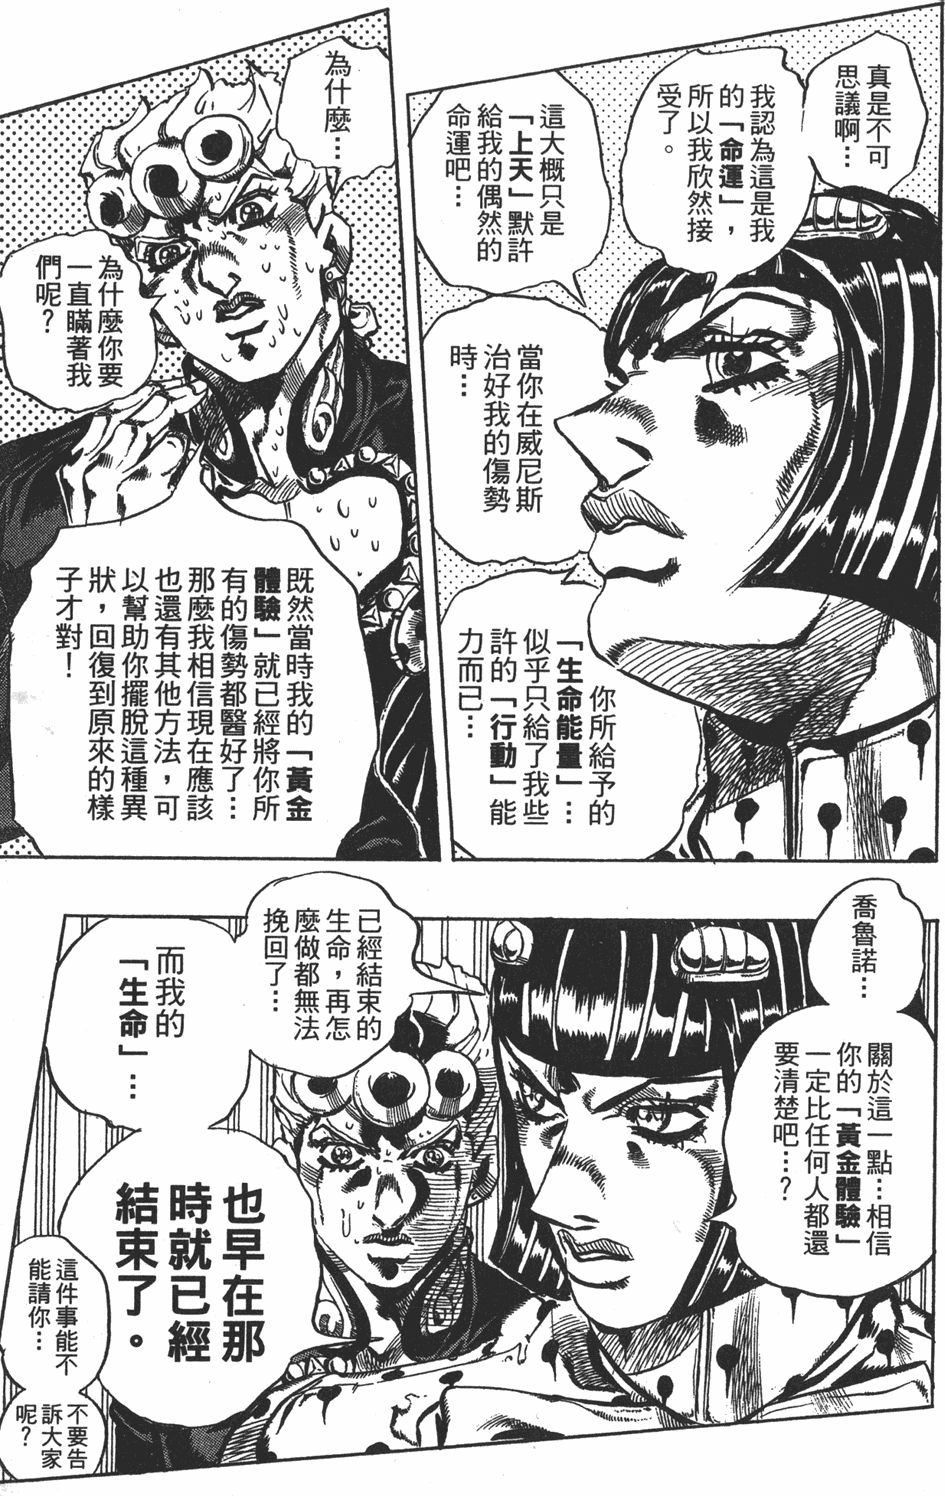 真是不可
思議啊…
我認為這是我
的「命運」，
所以我欣然接
受了。
這大概只是
「上天」默許
給我的偶然的
命運吧…
當你在威尼斯
治好我的傷勢
時…
你所給予的
「生命能量」…
似乎只給了我些
許的「行動」能
力而已…
為什麼…
為什麼你要
一直瞞著我
們呢？
既然當時我的「黃金
體驗」就已經將你所
有的傷勢都醫好了…
那麼我相信現在應該
也還有其他方法，可
以幫助你擺脫這種異
狀，回復到原來的樣
子才對！
喬魯諾…
關於這一點…相信
你的「黃金體驗」
一定比任何人都還
要清楚吧…？
已經結束的
生命，再怎
麼做都無法
挽回了…
而我的
「生命」…
也早在那
時就已經
結束了。
這件事能不
能請你…
不要告
訴大家
呢？